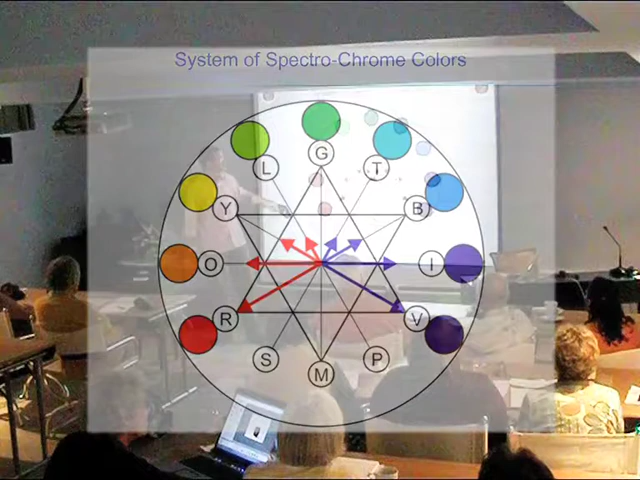 System of Spectro-Chrome Colors
G
L T
Y B
O I
R V
S P
M